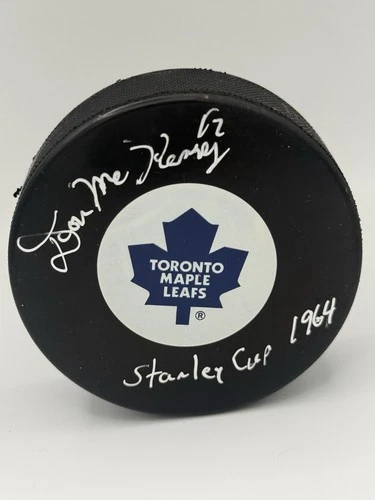 Don McKenney 17
TORONTO
MAPLE
LEAFS
®
Stanley Cup 1964